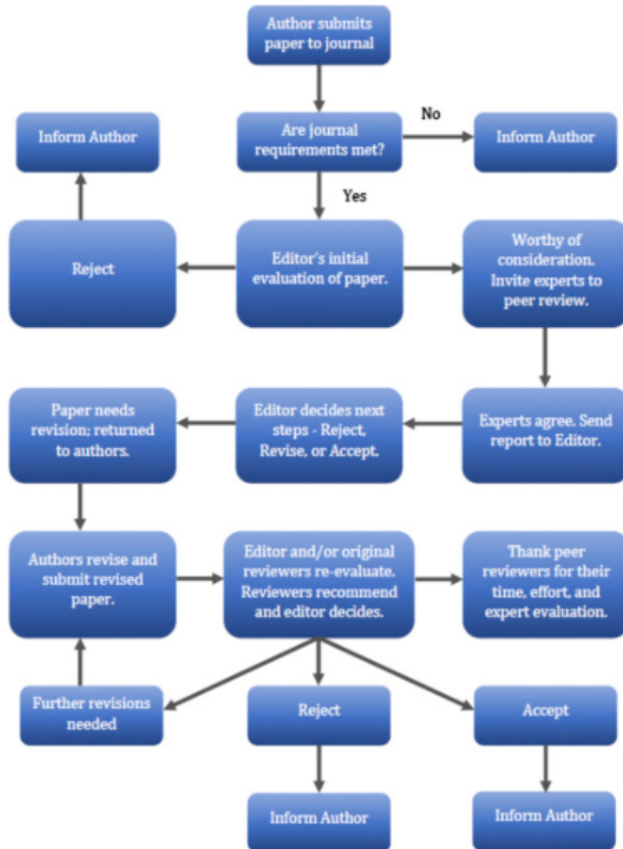 Author submits
paper to journal
Are journal
requirements met?
No
Inform Author
Inform Author
Yes
Reject
Editor's initial
evaluation of paper.
Worthy of
consideration.
Invite experts to
peer review.
Paper needs
revision; returned
to authors.
Editor decides next
steps - Reject,
Revise, or Accept.
Experts agree. Send
report to Editor.
Authors revise and
submit revised
paper.
Editor and/or original
reviewers re-evaluate.
Reviewers recommend
and editor decides.
Thank peer
reviewers for their
time, effort, and
expert evaluation.
Further revisions
needed
Reject
Accept
Inform Author
Inform Author